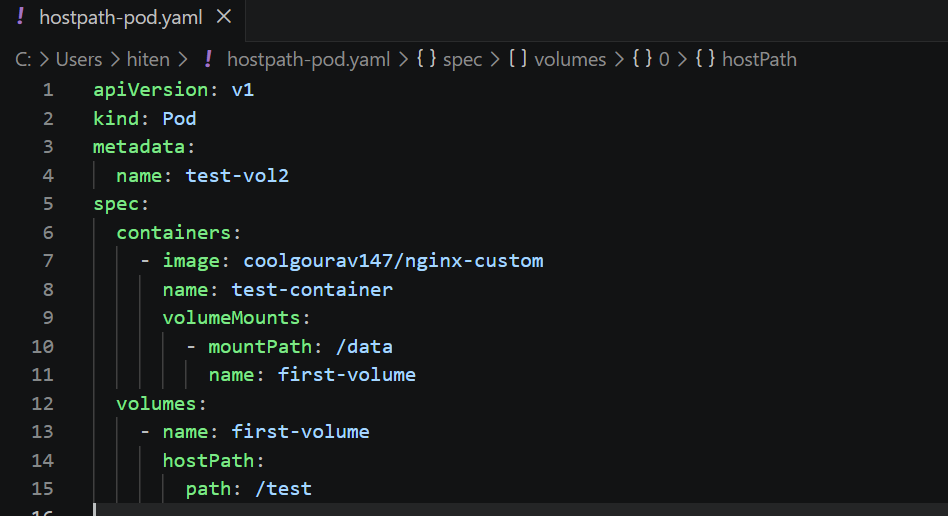 ! hostpath-pod.yaml ×
C: > Users > hiten > ! hostpath-pod.yaml > { } spec > [ ] volumes > { } 0 > { } hostPath
1 apiVersion: v1
2 kind: Pod
3 metadata:
4   name: test-vol2
5 spec:
6   containers:
7     - image: coolgourav147/nginx-custom
8       name: test-container
9       volumeMounts:
10         - mountPath: /data
11           name: first-volume
12   volumes:
13     - name: first-volume
14       hostPath:
15         path: /test
16